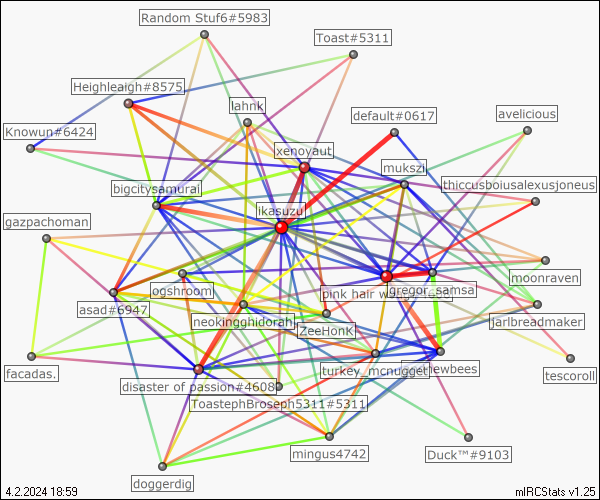 Random Stuf6#5983
Toast#5311
Heighleaigh#8575
lahnk
default#0617
avelicious
Knowun#6424
xenoyaut
mukszi
bigcitysamurai
thiccusboiusalexusjoneus
ikasuzu
gazpachoman
moonraven
ogshroom
pink hair
gregor_samsa
asad#6947
neokingghidorah
jarlbreadmaker
ZeeHonK
facadas.
disaster of passion#4608
turkey_mcnugget
tescoroll
ToastephBroseph5311#5311
mingus4742
Duck™#9103
doggerdig
4.2.2024 18:59
mIRCStats v1.25